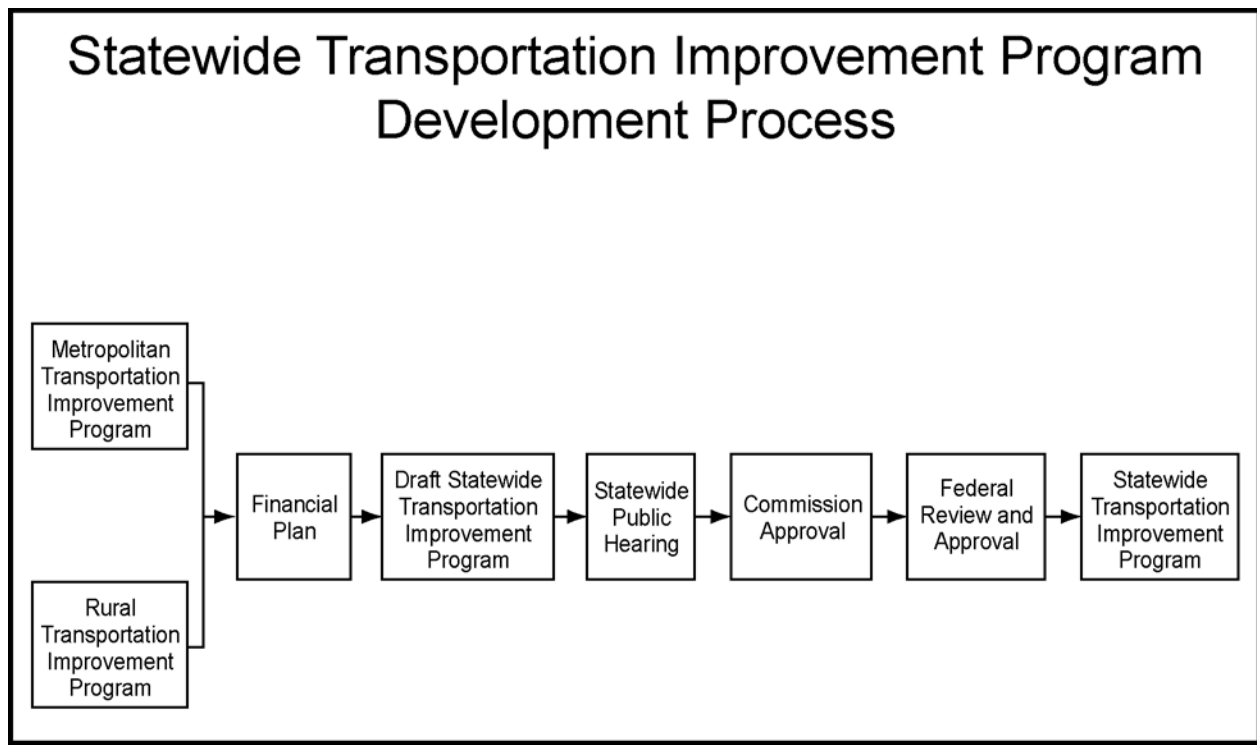 Statewide Transportation Improvement Program
Development Process
Metropolitan
Transportation
Improvement
Program
Rural
Transportation
Improvement
Program
Financial
Plan
Draft Statewide
Transportation
Improvement
Program
Statewide
Public
Hearing
Commission
Approval
Federal
Review and
Approval
Statewide
Transportation
Improvement
Program